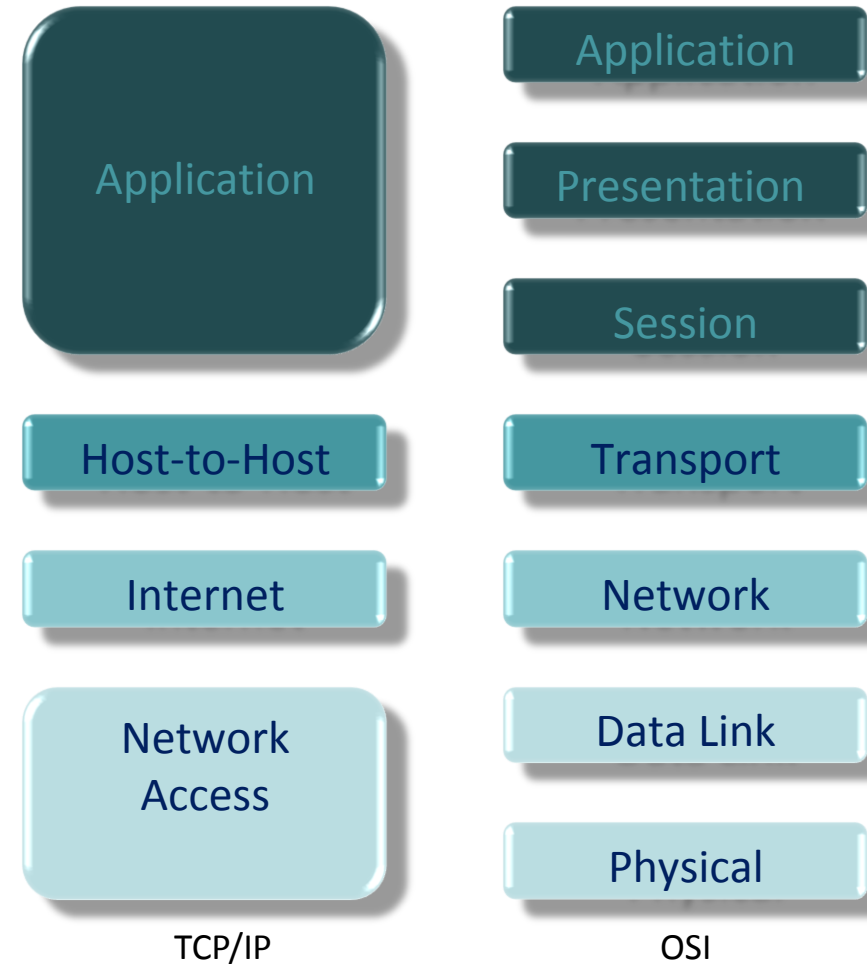 Application
Host-to-Host
Internet
Network
Access
TCP/IP
Application
Presentation
Session
Transport
Network
Data Link
Physical
OSI